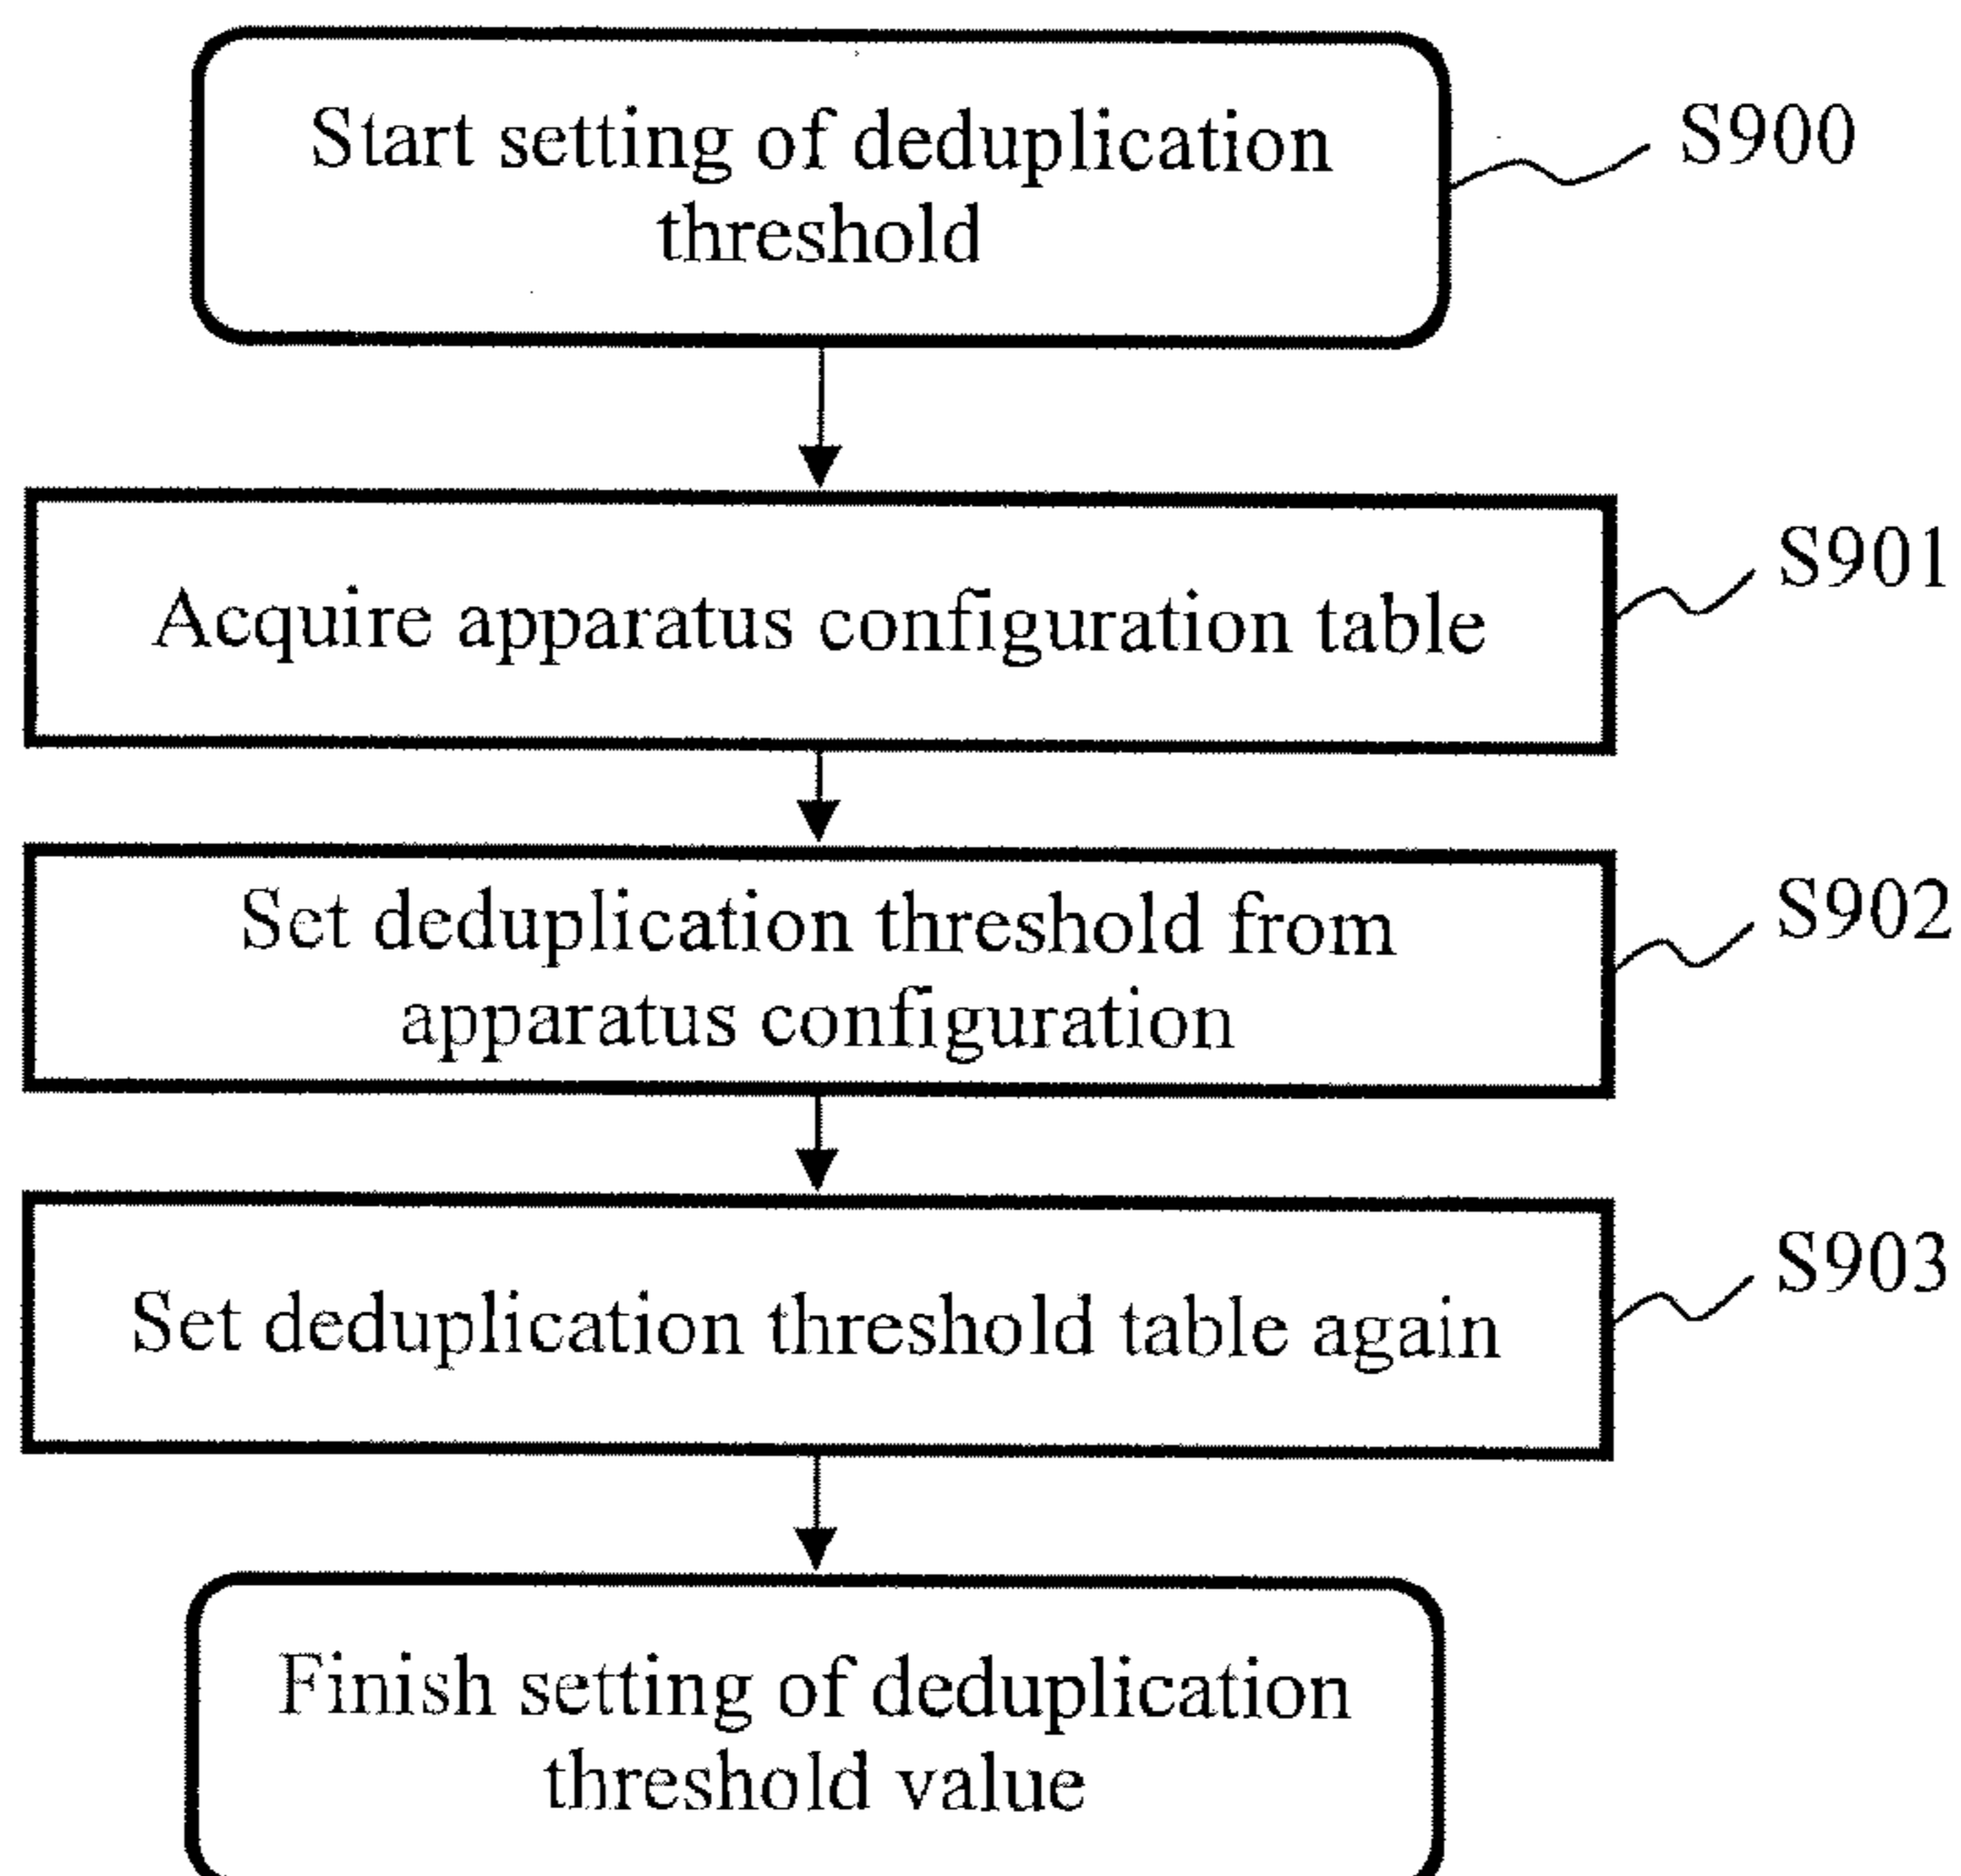 Start setting of deduplication
threshold
S900
Acquire apparatus configuration table
S901
Set deduplication threshold from
apparatus configuration
S902
Set deduplication threshold table again
S903
Finish setting of deduplication
threshold value